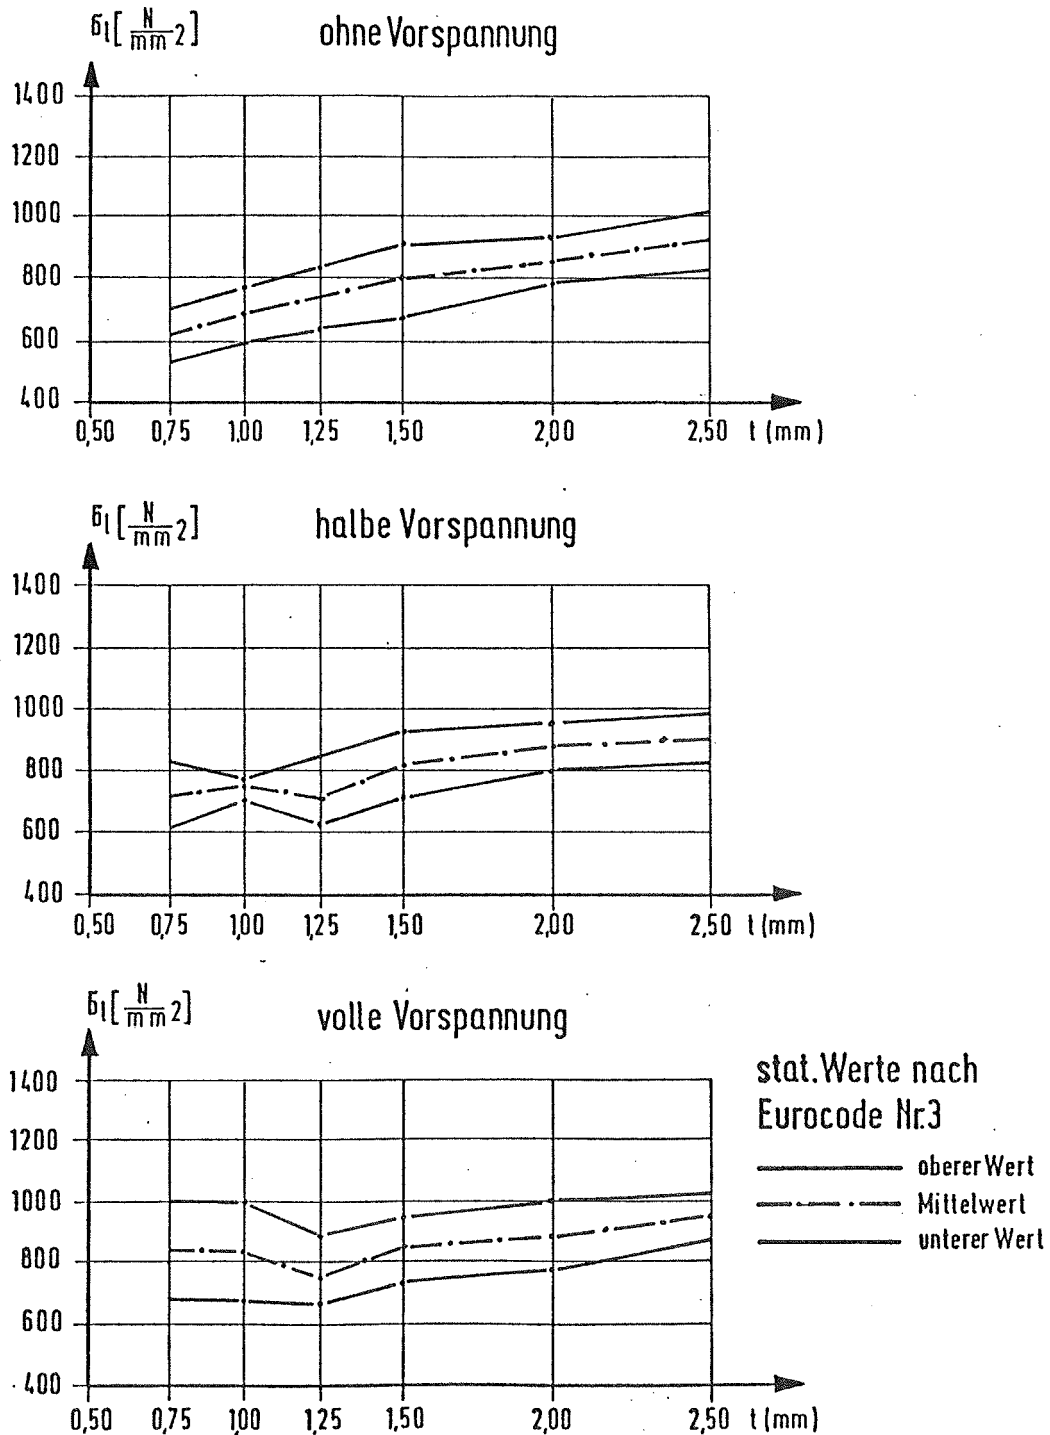 σl[N/mm2] ohne Vorspannung
1400
1200
1000
800
600
400
0,50 0,75 1,00 1,25 1,50 2,00 2,50 t (mm)
σl[N/mm2] halbe Vorspannung
1400
1200
1000
800
600
400
0,50 0,75 1,00 1,25 1,50 2,00 2,50 t (mm)
σl[N/mm2] volle Vorspannung
1400
1200
1000
800
600
400
0,50 0,75 1,00 1,25 1,50 2,00 2,50 t (mm)
stat. Werte nach
Eurocode Nr.3
oberer Wert
Mittelwert
unterer Wert